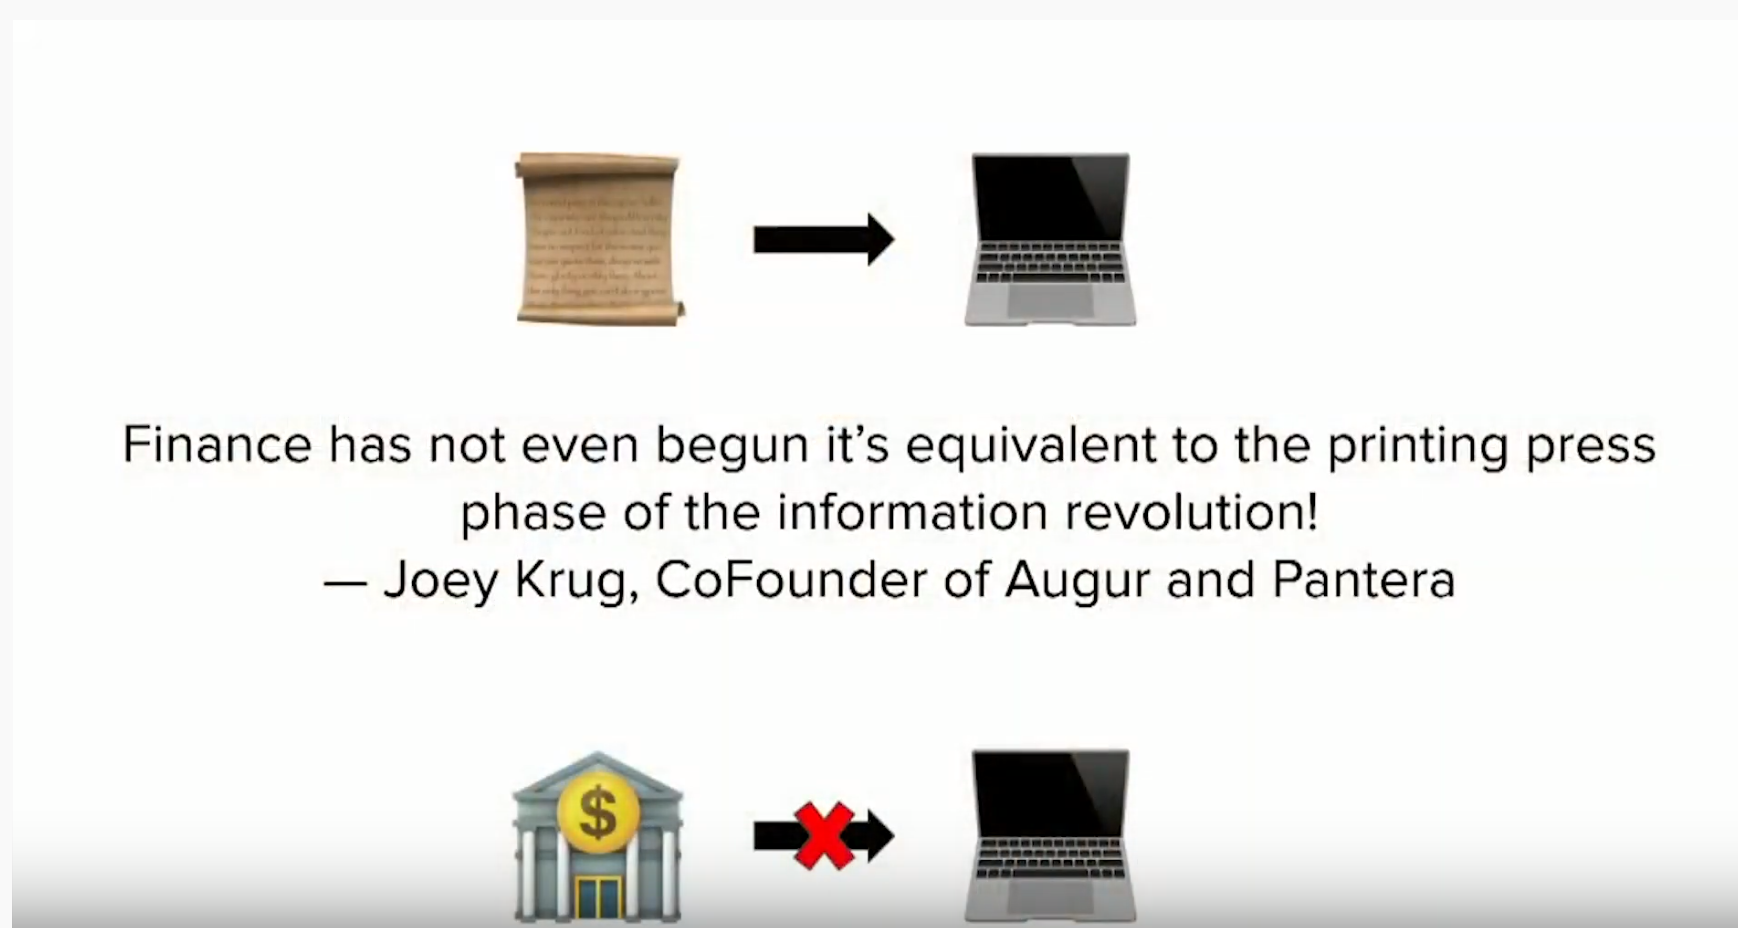 Finance has not even begun it’s equivalent to the printing press
phase of the information revolution!
— Joey Krug, CoFounder of Augur and Pantera
$